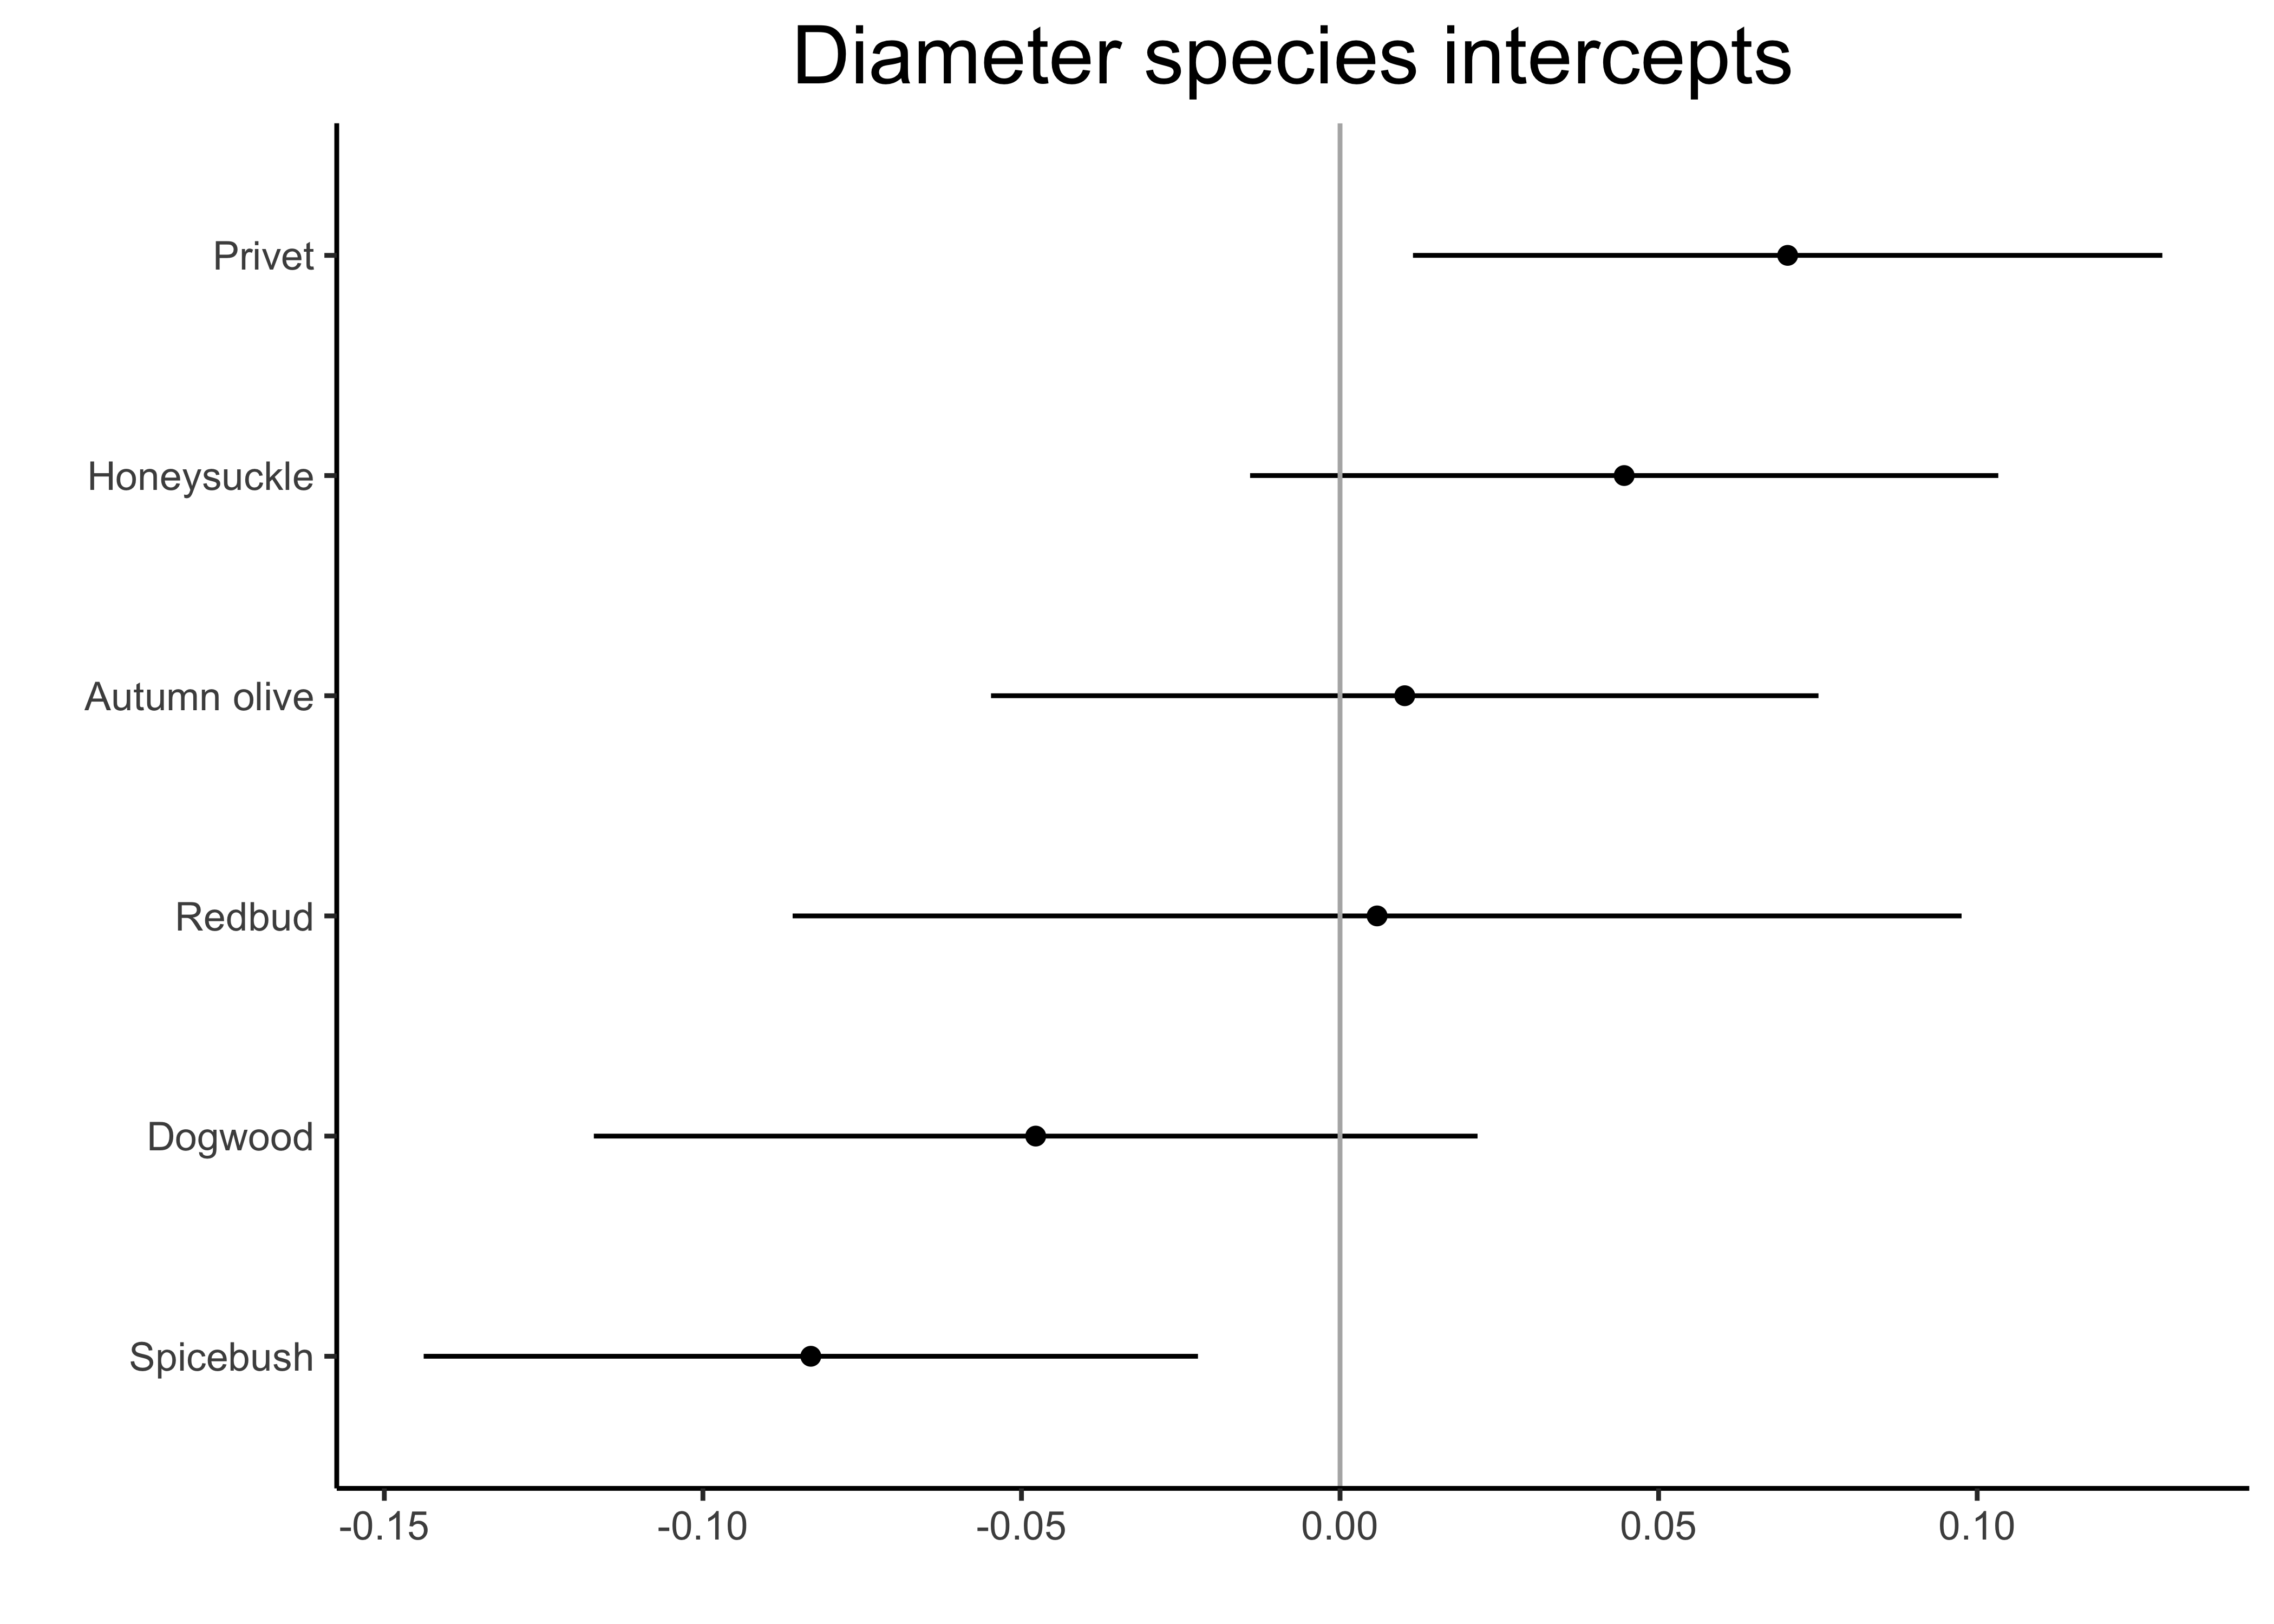 Diameter species intercepts
Privet
Honeysuckle
Autumn olive
Redbud
Dogwood
Spicebush
-0.15 -0.10 -0.05 0.00 0.05 0.10